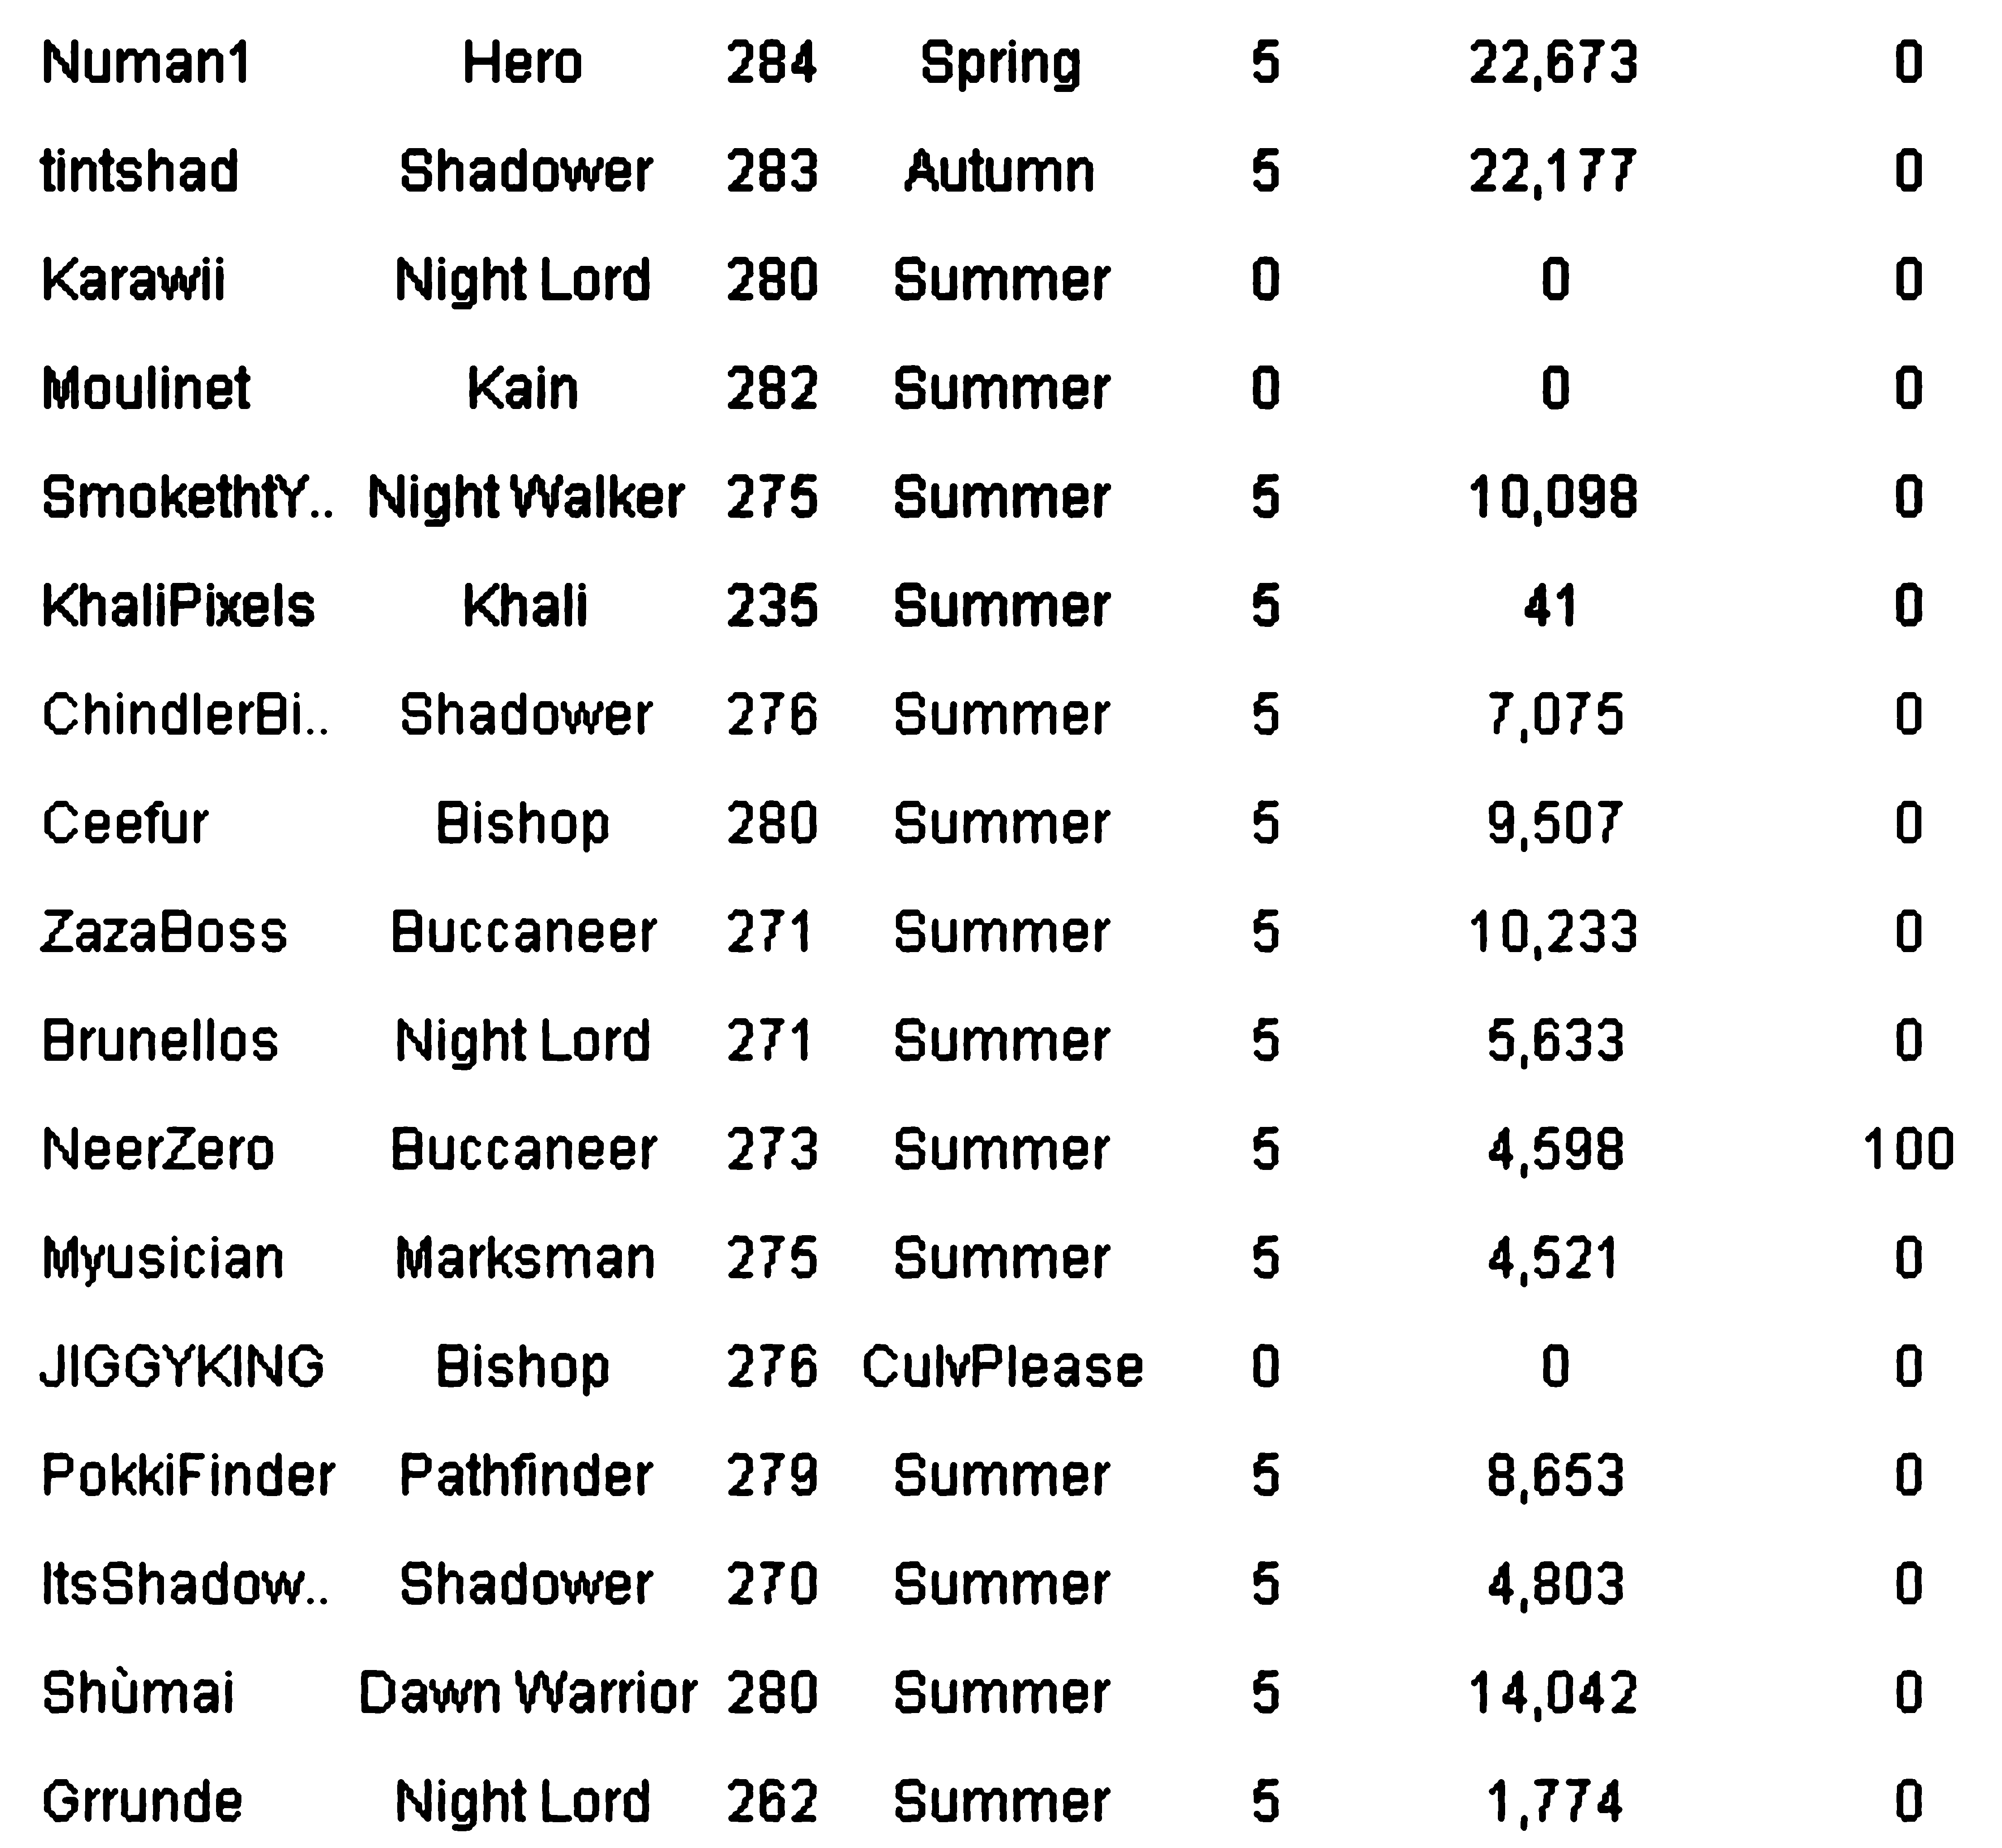 Numan1 Hero 284 Spring 5 22,673 0
tintshad Shadower 283 Autumn 5 22,177 0
Karawii Night Lord 280 Summer 0 0 0
Moulinet Kain 282 Summer 0 0 0
SmokethtY.. Night Walker 275 Summer 5 10,098 0
KhaliPixels Khali 235 Summer 5 41 0
ChindlerBi.. Shadower 276 Summer 5 7,075 0
Ceefur Bishop 280 Summer 5 9,507 0
ZazaBoss Buccaneer 271 Summer 5 10,233 0
Brunellos Night Lord 271 Summer 5 5,633 0
NeerZero Buccaneer 273 Summer 5 4,598 100
Myusician Marksman 275 Summer 5 4,521 0
JIGGYKING Bishop 276 CulvPlease 0 0 0
PokkiFinder Pathfinder 279 Summer 5 8,653 0
ItsShadow.. Shadower 270 Summer 5 4,803 0
Shùmai Dawn Warrior 280 Summer 5 14,042 0
Grrunde Night Lord 262 Summer 5 1,774 0